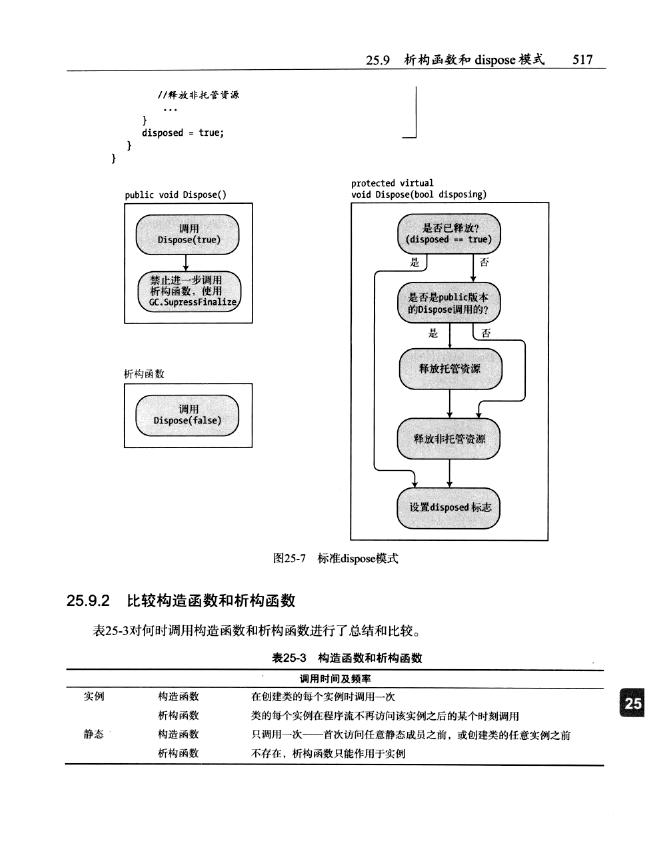 25.9 析构函数和 dispose 模式 517
//释放非托管资源
...
}
disposed = true;
}
}
public void Dispose()
调用
Dispose(true)
禁止进一步调用
析构函数，使用
GC.SupressFinalize
析构函数
调用
Dispose(false)
protected virtual
void Dispose(bool disposing)
是否已释放?
(disposed == true)
是 否
是否是public版本
的Dispose调用的?
是 否
释放托管资源
释放非托管资源
设置disposed 标志
图25-7 标准dispose模式
25.9.2 比较构造函数和析构函数
表25-3对何时调用构造函数和析构函数进行了总结和比较。
表25-3 构造函数和析构函数
调用时间及频率
实例 构造函数 在创建类的每个实例时调用一次
析构函数 类的每个实例在程序流不再访问该实例之后的某个时刻调用
静态 构造函数 只调用一次——首次访问任意静态成员之前，或创建类的任意实例之前
析构函数 不存在，析构函数只能作用于实例
25